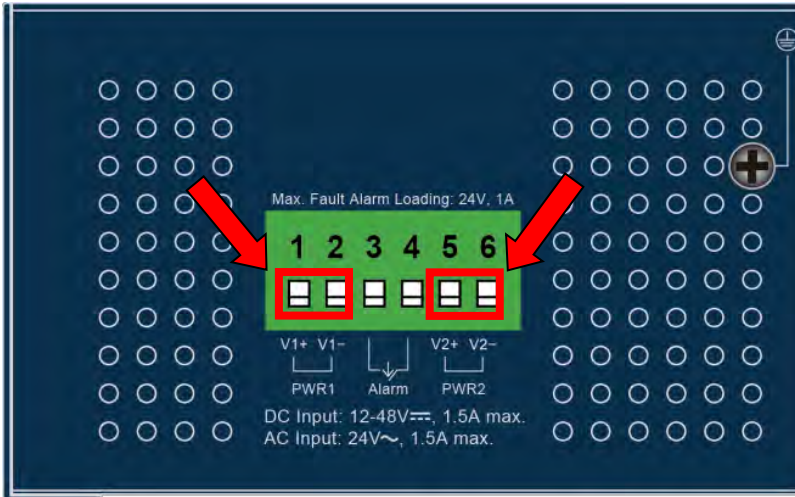 Max. Fault Alarm Loading: 24V, 1A
1 2 3 4 5 6
V1+ V1− V2+ V2−
PWR1 Alarm PWR2
DC Input: 12-48V⎓, 1.5A max.
AC Input: 24V~, 1.5A max.